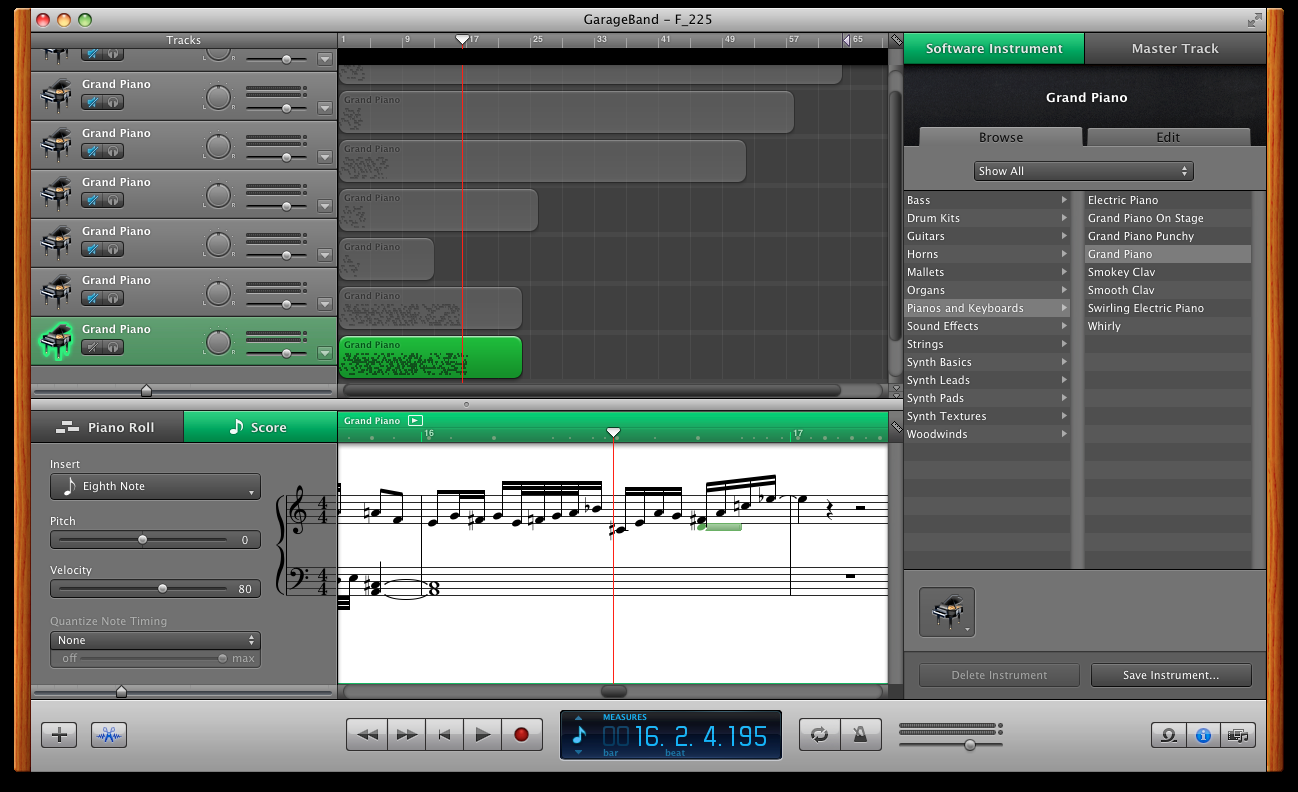 GarageBand - F_225
Tracks
1 9 17 25 33 41 49 57 65
Software Instrument
Master Track
Grand Piano
L R
Grand Piano
L R
Grand Piano
L R
Grand Piano
L R
Grand Piano
L R
Grand Piano
L R
Grand Piano
L R
Grand Piano
Grand Piano
Grand Piano
Grand Piano
Grand Piano
Grand Piano
Grand Piano
Browse
Edit
Show All
Bass
Drum Kits
Guitars
Horns
Mallets
Organs
Pianos and Keyboards
Sound Effects
Strings
Synth Basics
Synth Leads
Synth Pads
Synth Textures
Woodwinds
Electric Piano
Grand Piano On Stage
Grand Piano Punchy
Grand Piano
Smokey Clav
Smooth Clav
Swirling Electric Piano
Whirly
Piano Roll
Score
Grand Piano
16 17
Insert
Eighth Note
Pitch
0
Velocity
80
Quantize Note Timing
None
off max
4
4
4
4
Delete Instrument
Save Instrument...
MEASURES
0016. 2. 4.195
bar beat